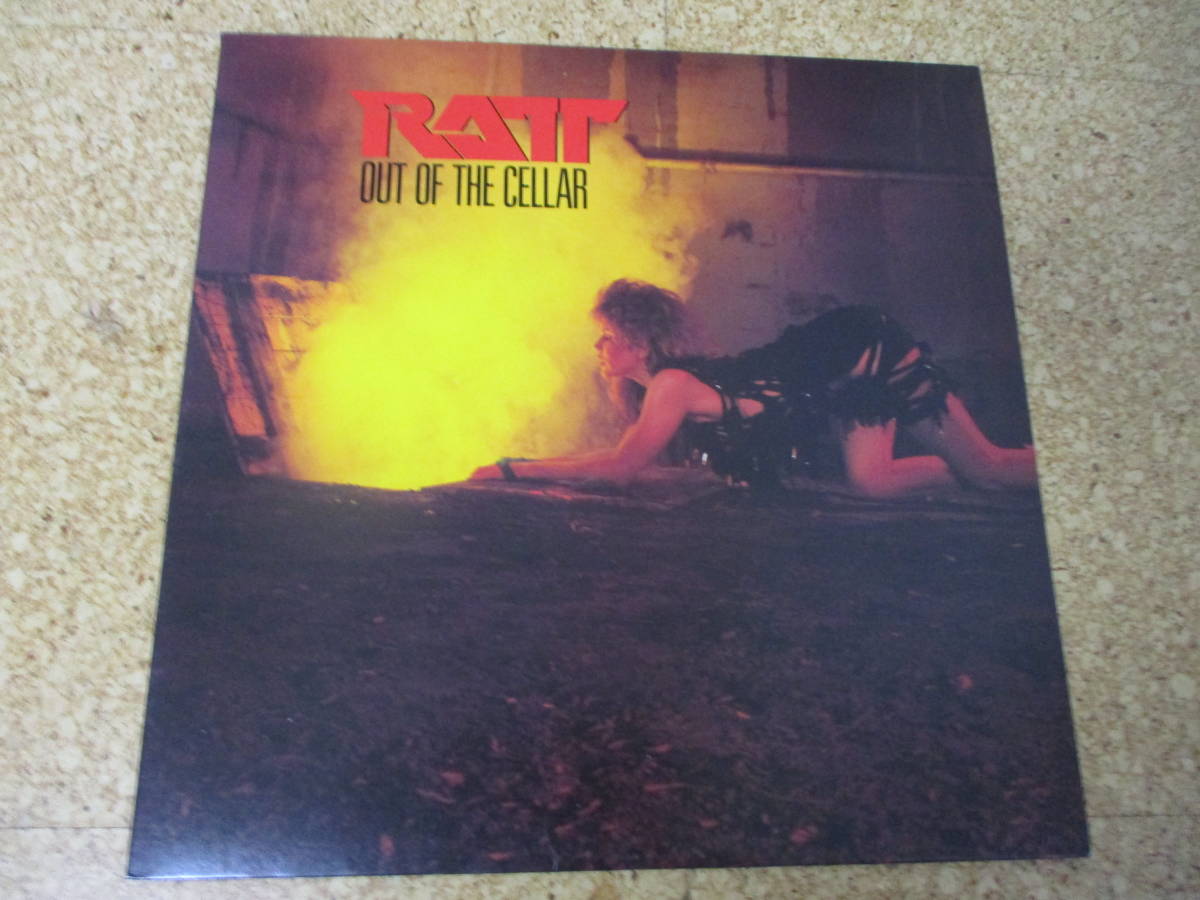 RATT
OUT OF THE CELLAR